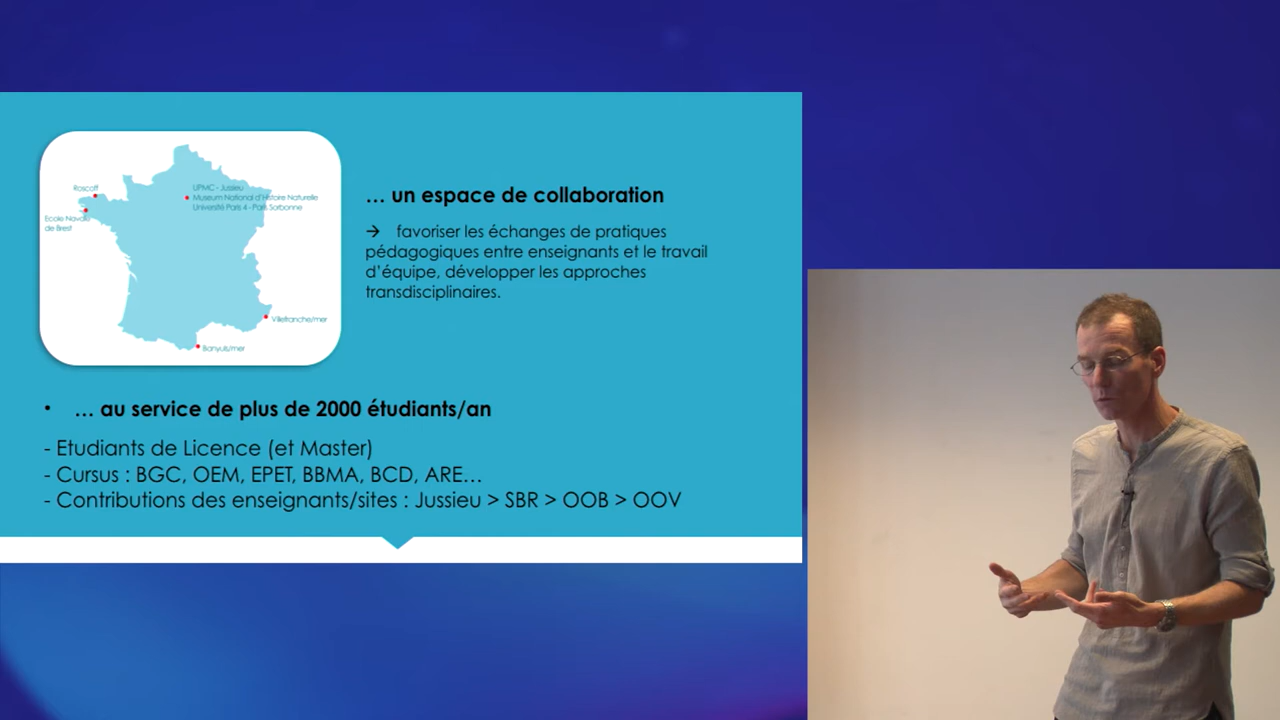 Roscoff
UPMC - Jussieu
Museum National d'Histoire Naturelle
Université Paris 4 - Paris Sorbonne
Ecole Navale
de Brest
Villefranche/mer
Banyuls/mer
… un espace de collaboration
→ favoriser les échanges de pratiques
pédagogiques entre enseignants et le travail
d'équipe, développer les approches
transdisciplinaires.
• … au service de plus de 2000 étudiants/an
- Etudiants de Licence (et Master)
- Cursus : BGC, OEM, EPET, BBMA, BCD, ARE…
- Contributions des enseignants/sites : Jussieu > SBR > OOB > OOV